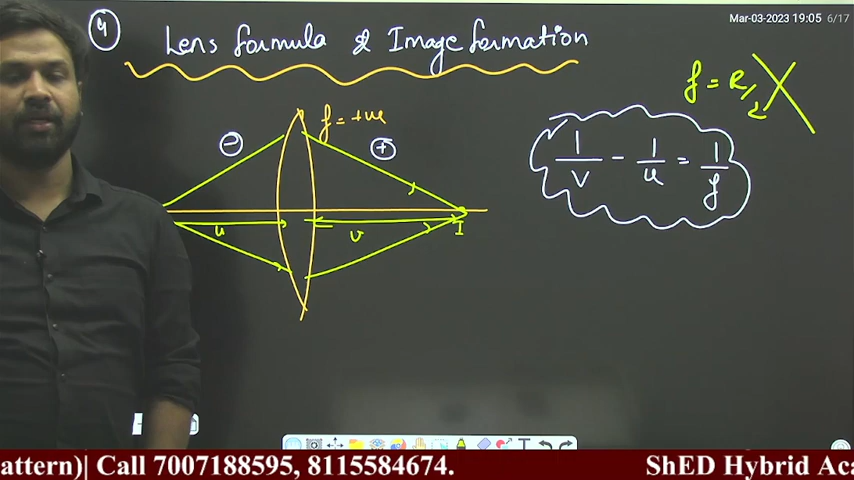 4 Lens formula & Image formation
Mar-03-2023 19:05 6/17
f = R/2
f = +ve
- +
1/v - 1/u = 1/f
u v I
attern)| Call 7007188595, 8115584674. ShED Hybrid Aca